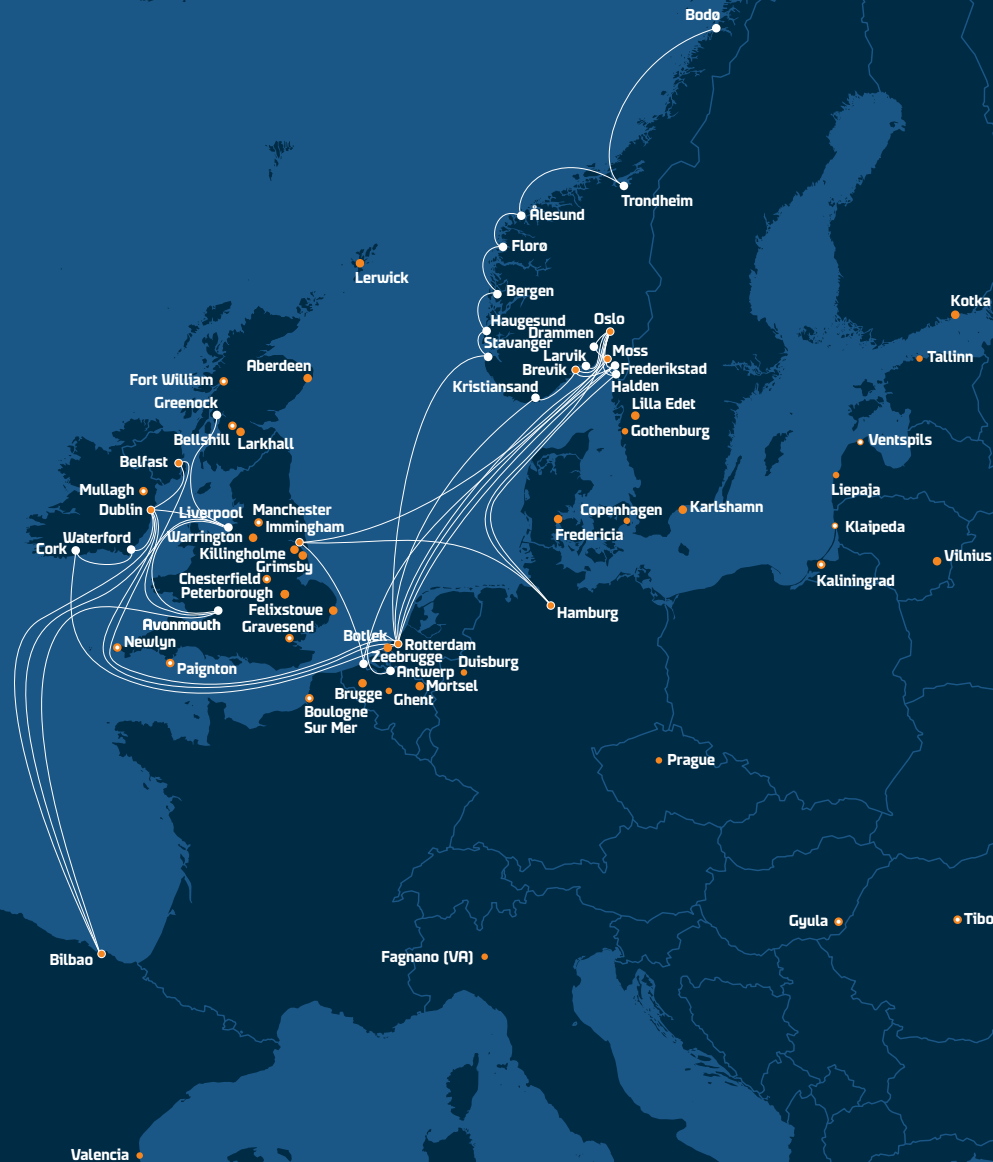 Bodø
Trondheim
Ålesund
Florø
Lerwick
Bergen
Kotka
Haugesund
Oslo
Drammen
Stavanger
Moss
Larvik
Tallinn
Aberdeen
Brevik
Frederikstad
Fort William
Kristiansand
Halden
Greenock
Lilla Edet
Bellshill
Larkhall
Gothenburg
Ventspils
Belfast
Mullagh
Liepaja
Dublin
Liverpool
Manchester
Copenhagen
Karlshamn
Immingham
Klaipeda
Waterford
Warrington
Fredericia
Cork
Killingholme
Vilnius
Grimsby
Chesterfield
Kaliningrad
Peterborough
Felixstowe
Hamburg
Avonmouth
Gravesend
Botlek
Newlyn
Rotterdam
Zeebrugge
Duisburg
Paignton
Antwerp
Mortsel
Brugge
Ghent
Boulogne
Sur Mer
Prague
Gyula
Tibo
Fagnano (VA)
Bilbao
Valencia